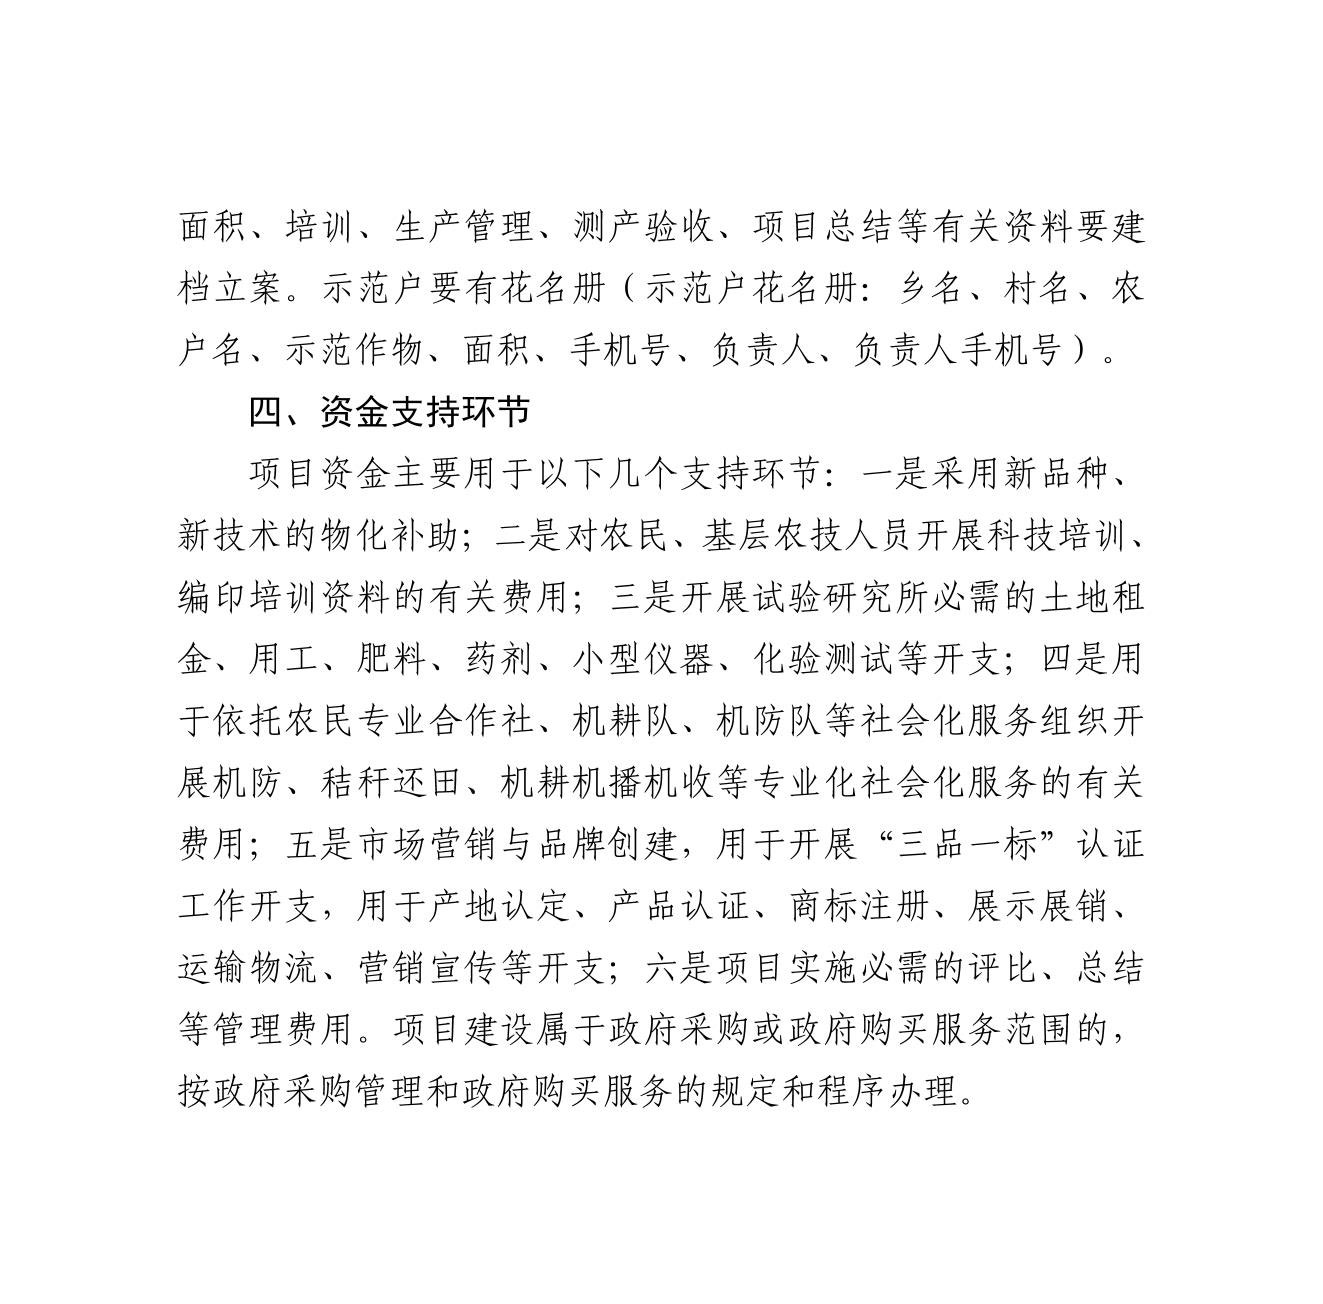 面积、培训、生产管理、测产验收、项目总结等有关资料要建
档立案。示范户要有花名册（示范户花名册：乡名、村名、农
户名、示范作物、面积、手机号、负责人、负责人手机号）。
四、资金支持环节
项目资金主要用于以下几个支持环节：一是采用新品种、
新技术的物化补助；二是对农民、基层农技人员开展科技培训、
编印培训资料的有关费用；三是开展试验研究所必需的土地租
金、用工、肥料、药剂、小型仪器、化验测试等开支；四是用
于依托农民专业合作社、机耕队、机防队等社会化服务组织开
展机防、秸秆还田、机耕机播机收等专业化社会化服务的有关
费用；五是市场营销与品牌创建，用于开展“三品一标”认证
工作开支，用于产地认定、产品认证、商标注册、展示展销、
运输物流、营销宣传等开支；六是项目实施必需的评比、总结
等管理费用。项目建设属于政府采购或政府购买服务范围的，
按政府采购管理和政府购买服务的规定和程序办理。